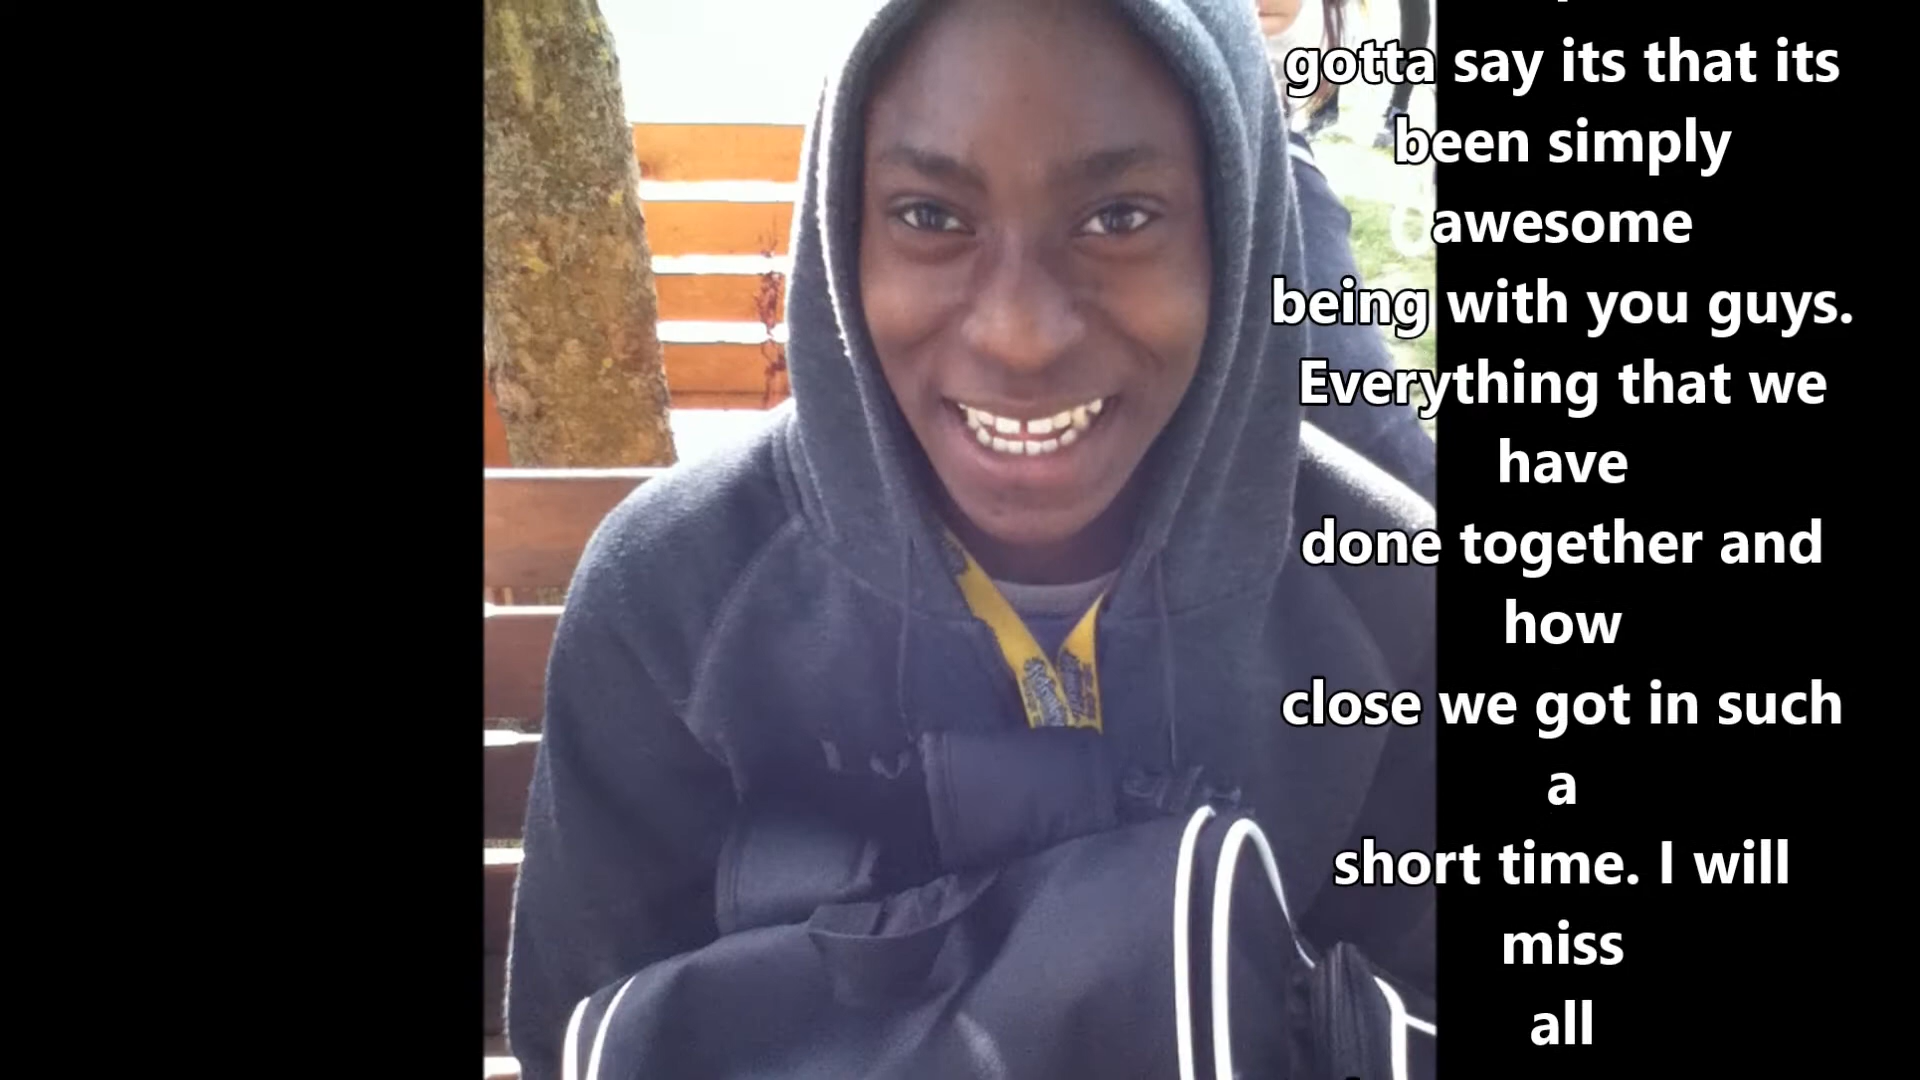 gotta say its that its
been simply
awesome
being with you guys.
Everything that we
have
done together and
how
close we got in such
a
short time. I will
miss
all